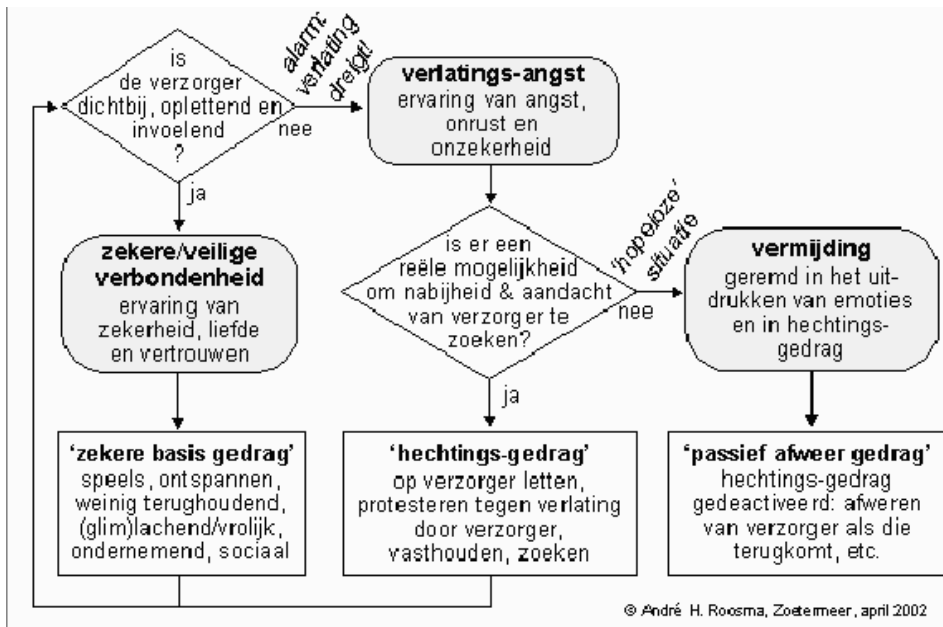 is
de verzorger
dichtbij, oplettend en
invoelend
?
alarm:
verlating
dreigt!
nee
ja
verlatings-angst
ervaring van angst,
onrust en
onzekerheid
zekere/veilige
verbondenheid
ervaring van
zekerheid, liefde
en vertrouwen
is er een
reële mogelijkheid
om nabijheid & aandacht
van verzorger te
zoeken?
'hopeloze'
situatie
nee
ja
vermijding
geremd in het uit-
drukken van emoties
en in hechtings-
gedrag
'zekere basis gedrag'
speels, ontspannen,
weinig terughoudend,
(glim)lachend/vrolijk,
ondernemend, sociaal
'hechtings-gedrag'
op verzorger letten,
protesteren tegen verlating
door verzorger,
vasthouden, zoeken
'passief afweer gedrag'
hechtings-gedrag
gedeactiveerd: afweren
van verzorger als die
terugkomt, etc.
© André H. Roosma, Zoetermeer, april 2002